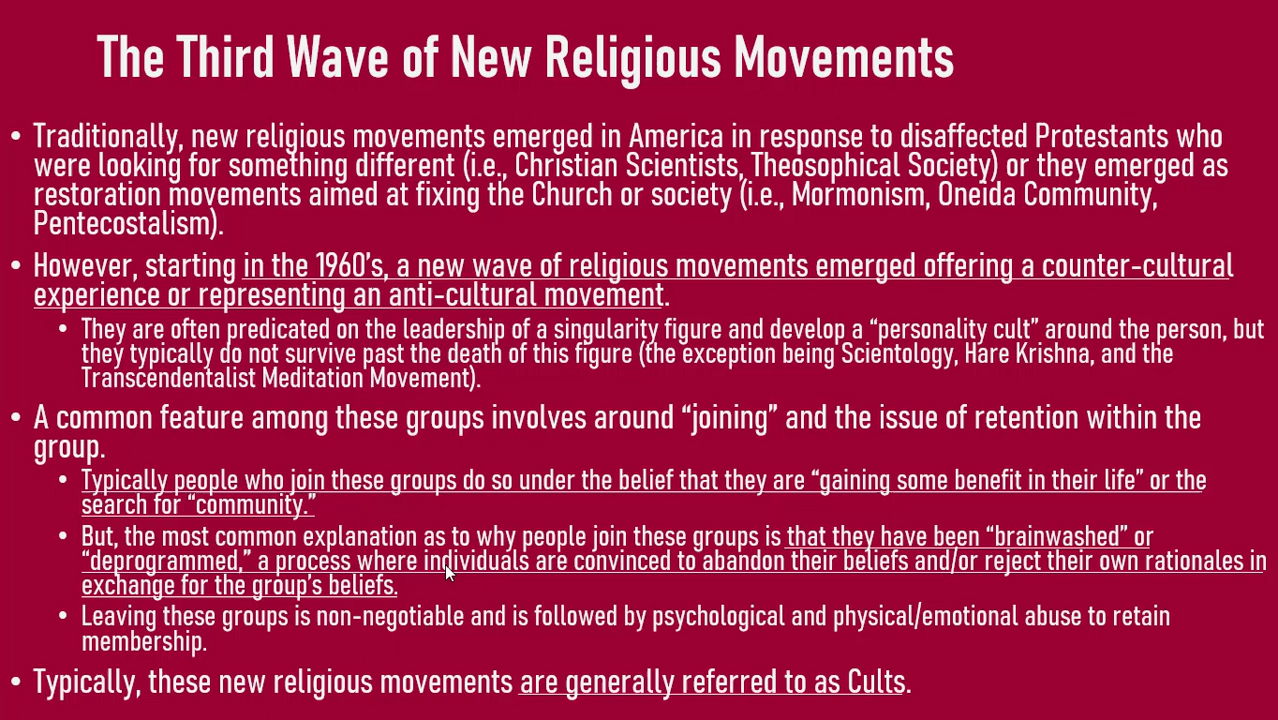 The Third Wave of New Religious Movements
• Traditionally, new religious movements emerged in America in response to disaffected Protestants who
were looking for something different (i.e., Christian Scientists, Theosophical Society) or they emerged as
restoration movements aimed at fixing the Church or society (i.e., Mormonism, Oneida Community,
Pentecostalism).
• However, starting in the 1960's, a new wave of religious movements emerged offering a counter-cultural
experience or representing an anti-cultural movement.
• They are often predicated on the leadership of a singularity figure and develop a “personality cult” around the person, but
they typically do not survive past the death of this figure (the exception being Scientology, Hare Krishna, and the
Transcendentalist Meditation Movement).
• A common feature among these groups involves around “joining” and the issue of retention within the
group.
• Typically people who join these groups do so under the belief that they are “gaining some benefit in their life” or the
search for “community.”
• But, the most common explanation as to why people join these groups is that they have been “brainwashed” or
“deprogrammed,” a process where individuals are convinced to abandon their beliefs and/or reject their own rationales in
exchange for the group's beliefs.
• Leaving these groups is non-negotiable and is followed by psychological and physical/emotional abuse to retain
membership.
• Typically, these new religious movements are generally referred to as Cults.